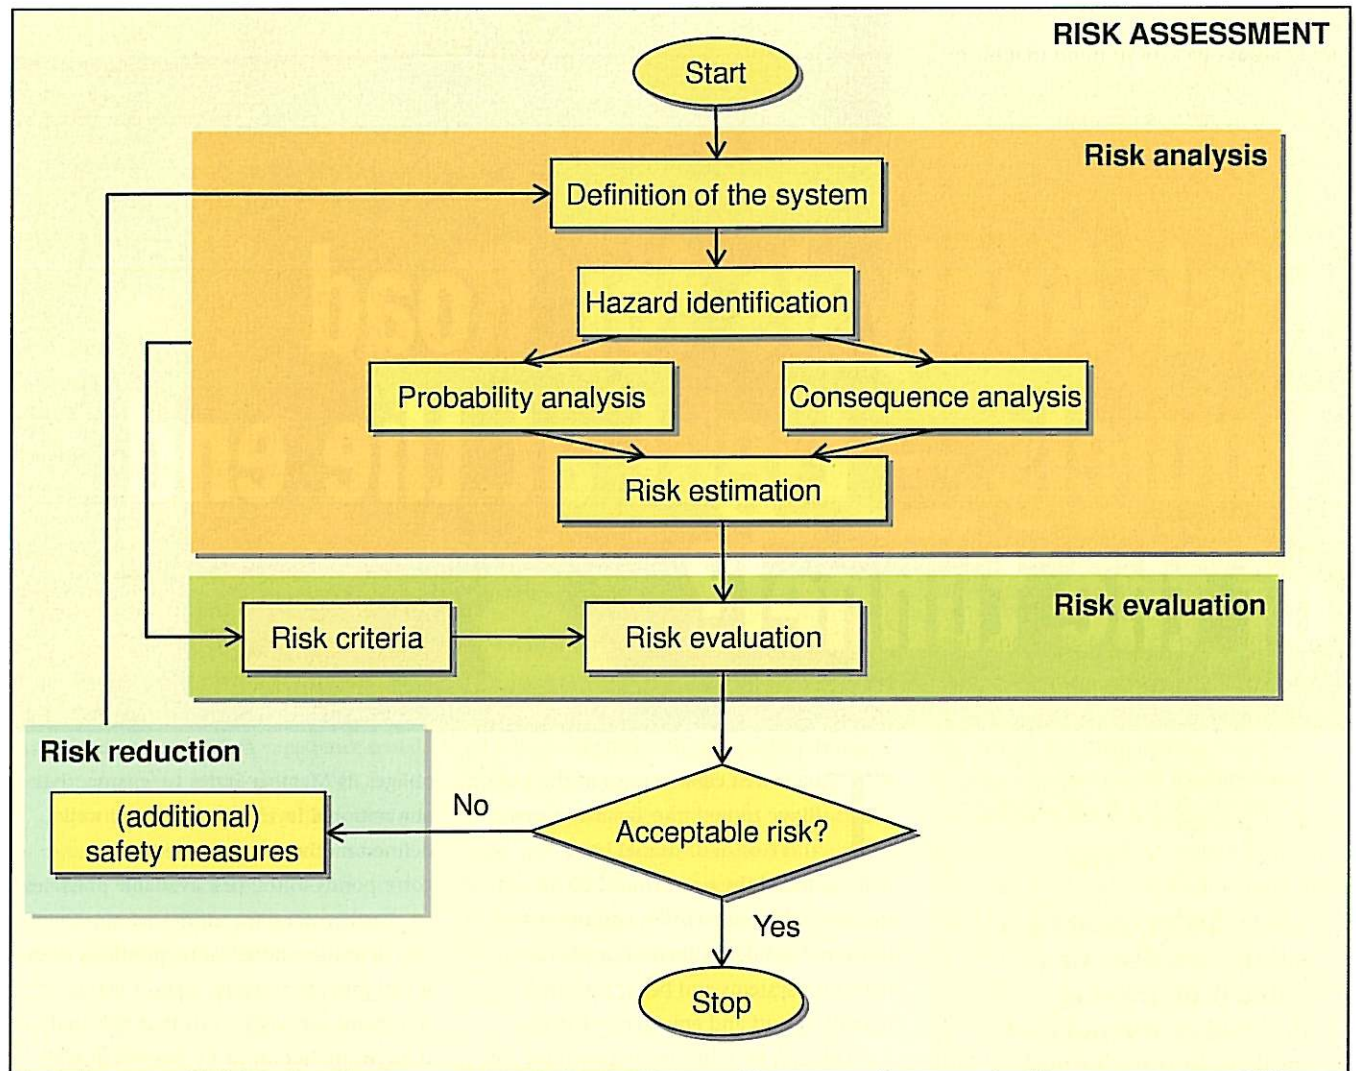 RISK ASSESSMENT
Start
Risk analysis
Definition of the system
Hazard identification
Probability analysis
Consequence analysis
Risk estimation
Risk evaluation
Risk criteria
Risk evaluation
Risk reduction
(additional)
safety measures
No
Acceptable risk?
Yes
Stop